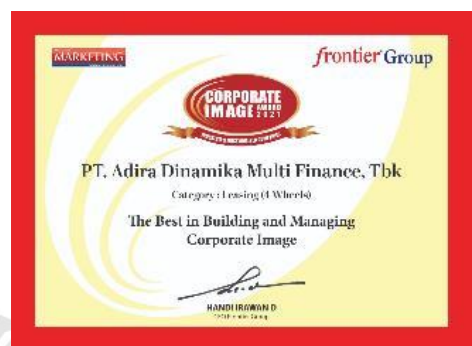 MARKETING
frontier Group
CORPORATE
IMAGE AWARD
2021
PT. Adira Dinamika Multi Finance, Tbk
Category : Leasing (4 Wheels)
The Best in Building and Managing
Corporate Image
HANDI IRAWAN D